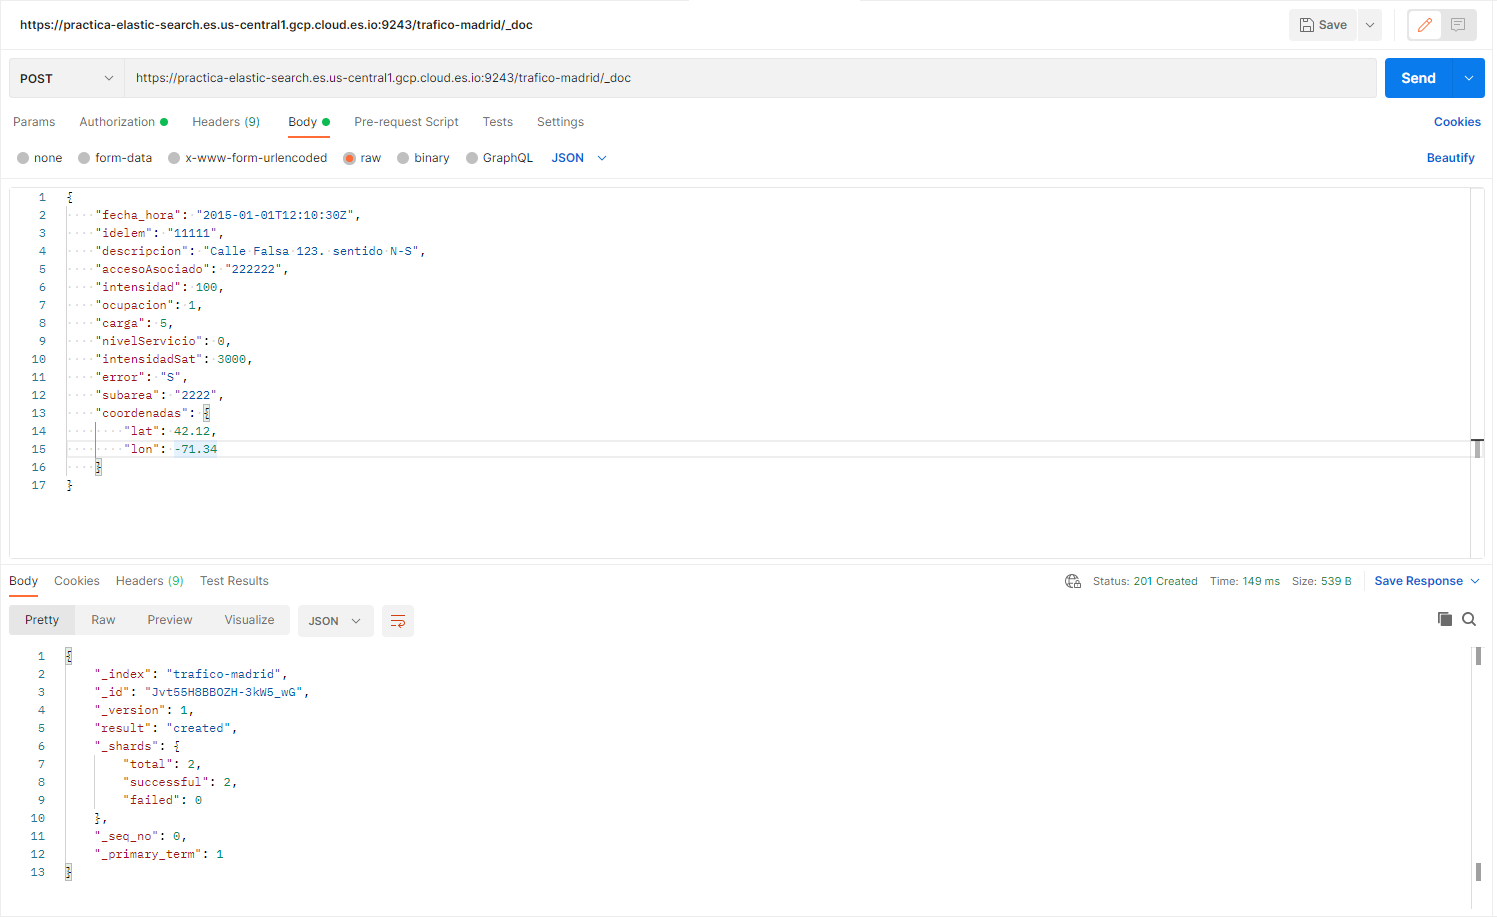 https://practica-elastic-search.es.us-central1.gcp.cloud.es.io:9243/trafico-madrid/_doc
Save
POST
https://practica-elastic-search.es.us-central1.gcp.cloud.es.io:9243/trafico-madrid/_doc
Send
Params Authorization Headers (9) Body Pre-request Script Tests Settings Cookies
none form-data x-www-form-urlencoded raw binary GraphQL JSON Beautify
1 {
2 "fecha_hora": "2015-01-01T12:10:30Z",
3 "idelem": "11111",
4 "descripcion": "Calle Falsa 123. sentido N-S",
5 "accesoAsociado": "222222",
6 "intensidad": 100,
7 "ocupacion": 1,
8 "carga": 5,
9 "nivelServicio": 0,
10 "intensidadSat": 3000,
11 "error": "S",
12 "subarea": "2222",
13 "coordenadas": {
14 "lat": 42.12,
15 "lon": -71.34
16 }
17 }
Body Cookies Headers (9) Test Results Status: 201 Created Time: 149 ms Size: 539 B Save Response
Pretty Raw Preview Visualize JSON
1 {
2 "_index": "trafico-madrid",
3 "_id": "Jvt55H8BBOZH-3kW5_wG",
4 "_version": 1,
5 "result": "created",
6 "_shards": {
7 "total": 2,
8 "successful": 2,
9 "failed": 0
10 },
11 "_seq_no": 0,
12 "_primary_term": 1
13 }